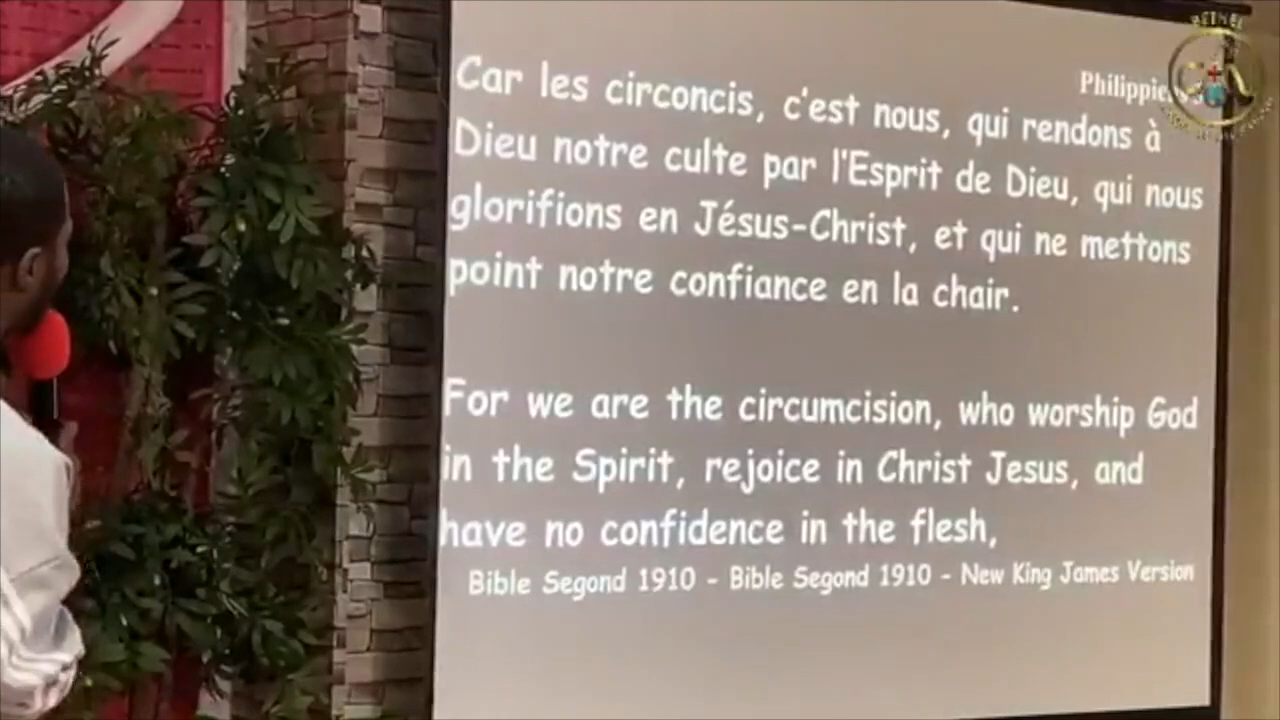 BETHEL
Car les circoncis, c'est nous, qui rendons à
Dieu notre culte par l'Esprit de Dieu, qui nous
glorifions en Jésus-Christ, et qui ne mettons
point notre confiance en la chair.
For we are the circumcision, who worship God
in the Spirit, rejoice in Christ Jesus, and
have no confidence in the flesh,
Bible Segond 1910 - Bible Segond 1910 - New King James Version